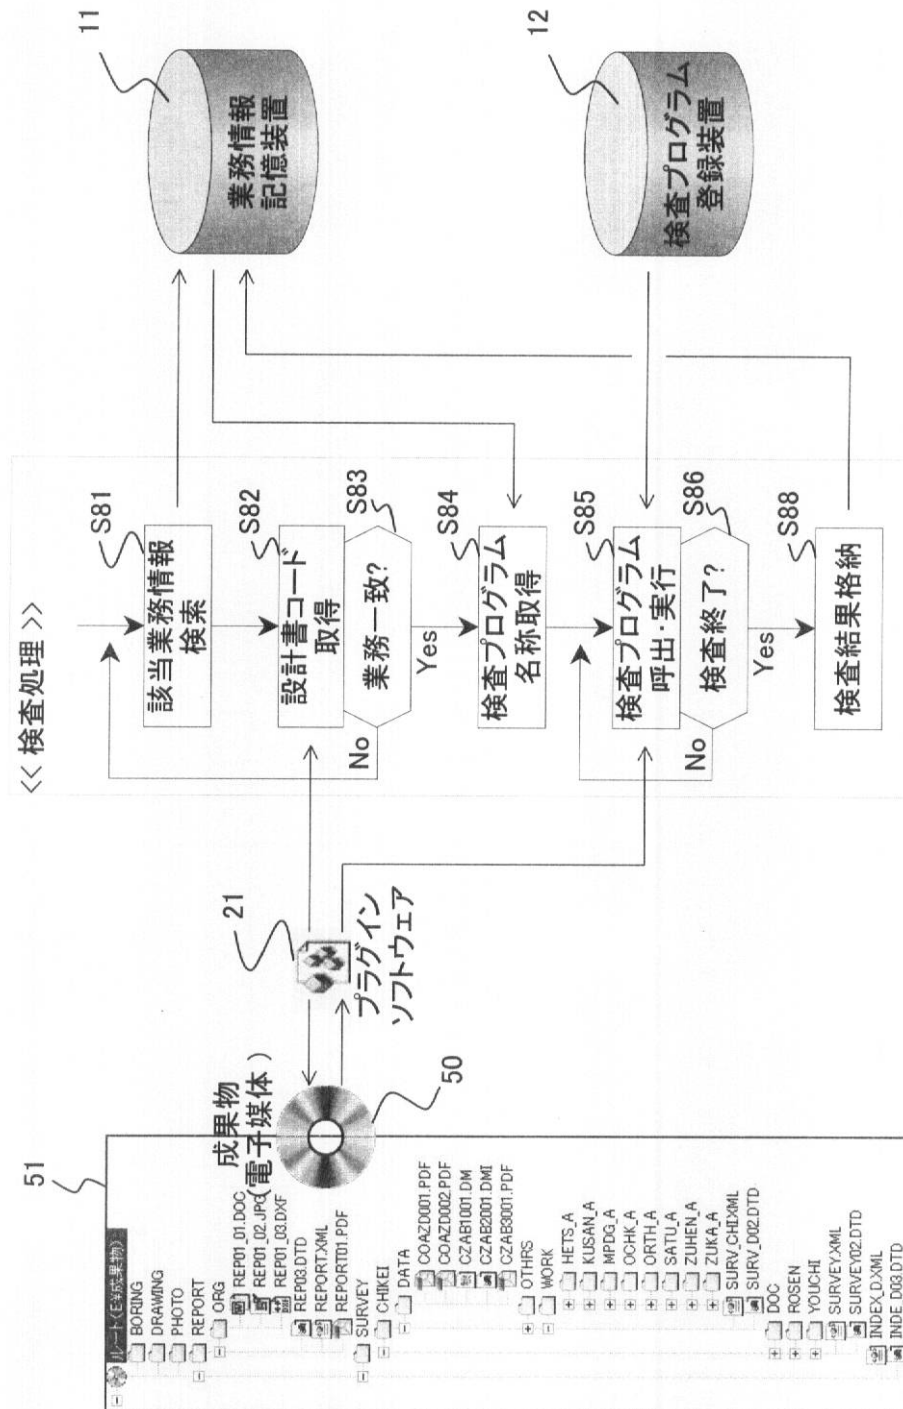 << 検査処理 >>
S81
該当業務情報
検索
S82
設計書コード
取得
S83
業務一致?
No
Yes
S84
検査プログラム
名称取得
S85
検査プログラム
呼出・実行
S86
検査終了?
No
Yes
S88
検査結果格納
11
業務情報
記憶装置
12
検査プログラム
登録装置
21
プラグイン
ソフトウェア
成果物
(電子媒体)
50
51
ルート(E¥成果物)
BORING
DRAWING
PHOTO
REPORT
ORG
REP01_01.DOC
REP01_02.JPG
REP01_03.DXF
REP03.DTD
REPORT.XML
REPORT01.PDF
SURVEY
CHIKEI
DATA
COAZD001.PDF
COAZD002.PDF
CZAB1001.DM
CZAB2001.DMI
CZAB3001.PDF
OTHRS
WORK
HETS_A
KUSAN_A
MPDG_A
OCHK_A
ORTH_A
SATU_A
ZUHEN_A
ZUKA_A
SURV_CHI.XML
SURV_D02.DTD
DOC
ROSEN
YOUCHI
SURVEY.XML
SURVEY02.DTD
INDEX_D.XML
INDE_D03.DTD